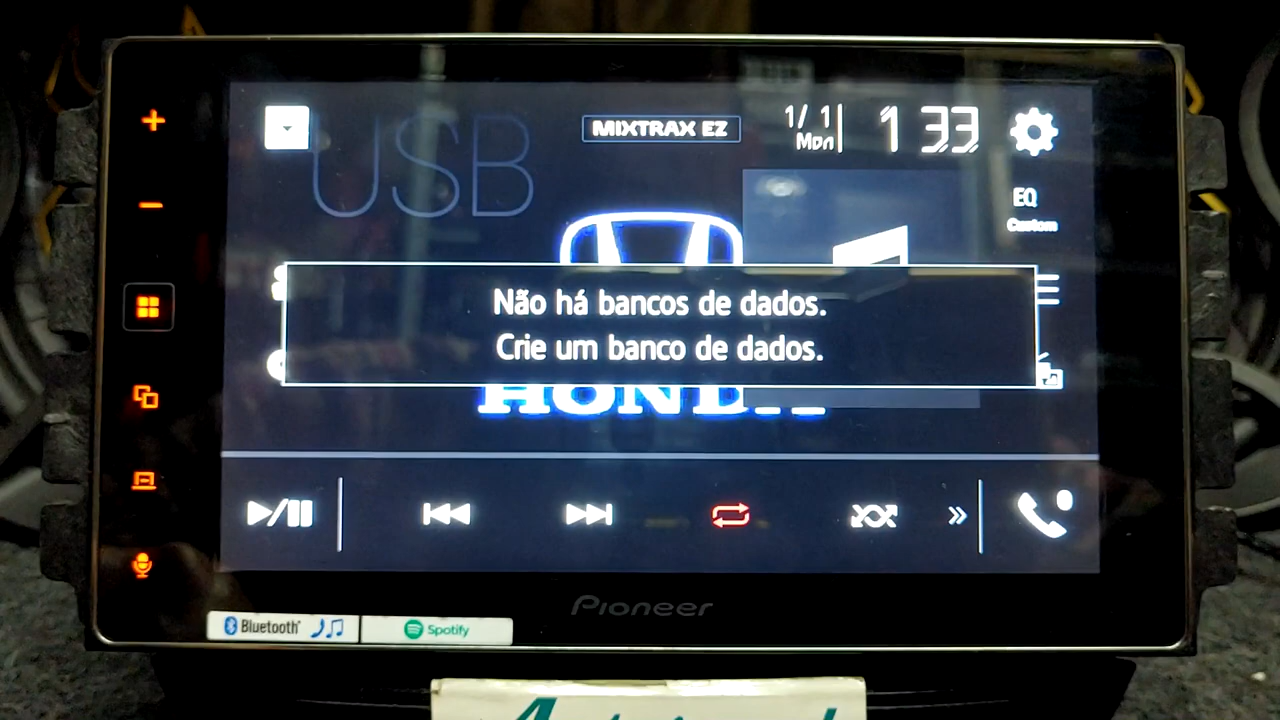 USB
MIXTRAX EZ
1/ 1
Mon
1 33
EQ
Custom
Não há bancos de dados.
Crie um banco de dados.
HONDA
Pioneer
Bluetooth®
Spotify